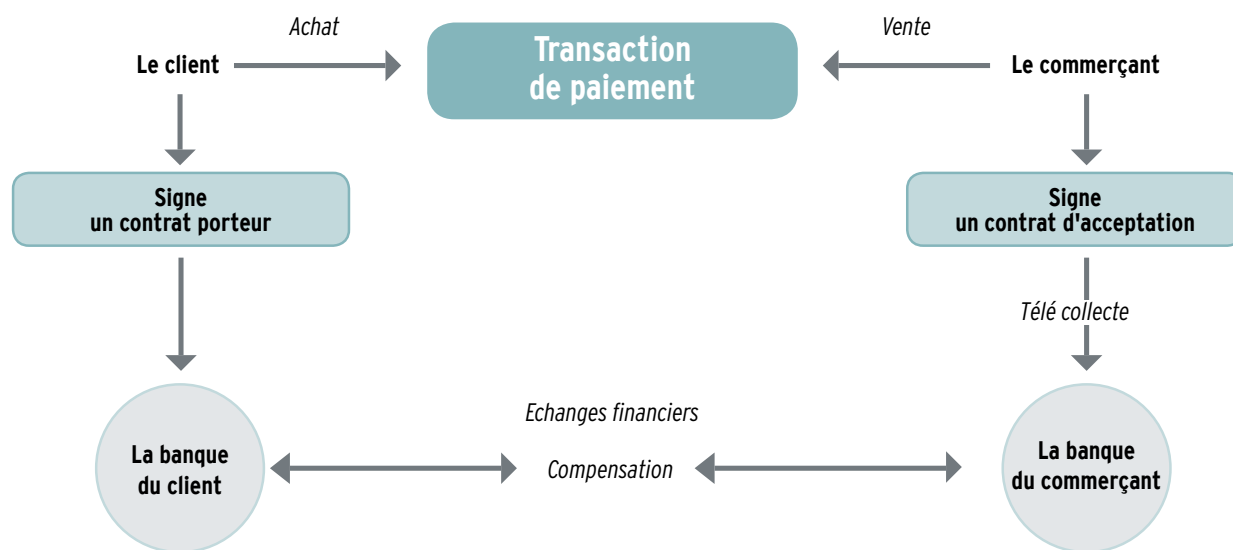 Achat
Vente
Transaction
de paiement
Le client
Le commerçant
Signe
un contrat porteur
Signe
un contrat d'acceptation
Télé collecte
Echanges financiers
La banque
du client
Compensation
La banque
du commerçant